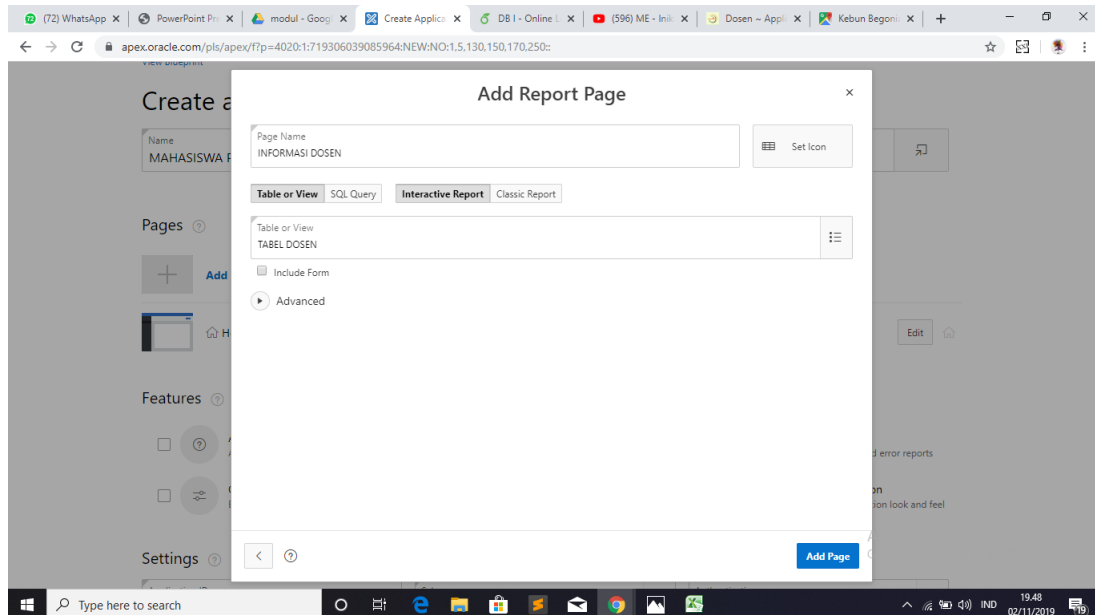 (72) WhatsApp
PowerPoint Pr
modul - Goog
Create Applica
DB I - Online L
(596) ME - Inik
Dosen ~ Appl
Kebun Begoni
apex.oracle.com/pls/apex/f?p=4020:1:719306039085964:NEW:NO:1,5,130,150,170,250::
View Blueprint
Create a
Add Report Page
Name
MAHASISWA
Page Name
INFORMASI DOSEN
Set Icon
Table or View SQL Query Interactive Report Classic Report
Pages
Table or View
TABEL DOSEN
Add
Include Form
Advanced
H
Edit
Features
d error reports
on
ion look and feel
Settings
Add Page
Type here to search
IND
19.48
02/11/2019
19